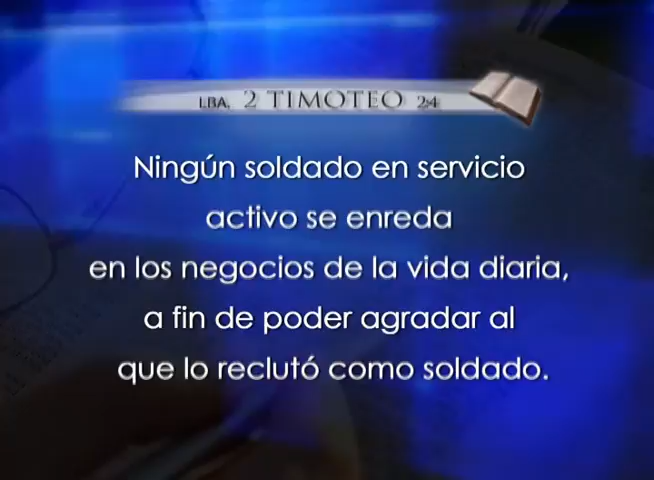 LBA. 2 TIMOTEO 2:4
Ningún soldado en servicio
activo se enreda
en los negocios de la vida diaria,
a fin de poder agradar al
que lo reclutó como soldado.